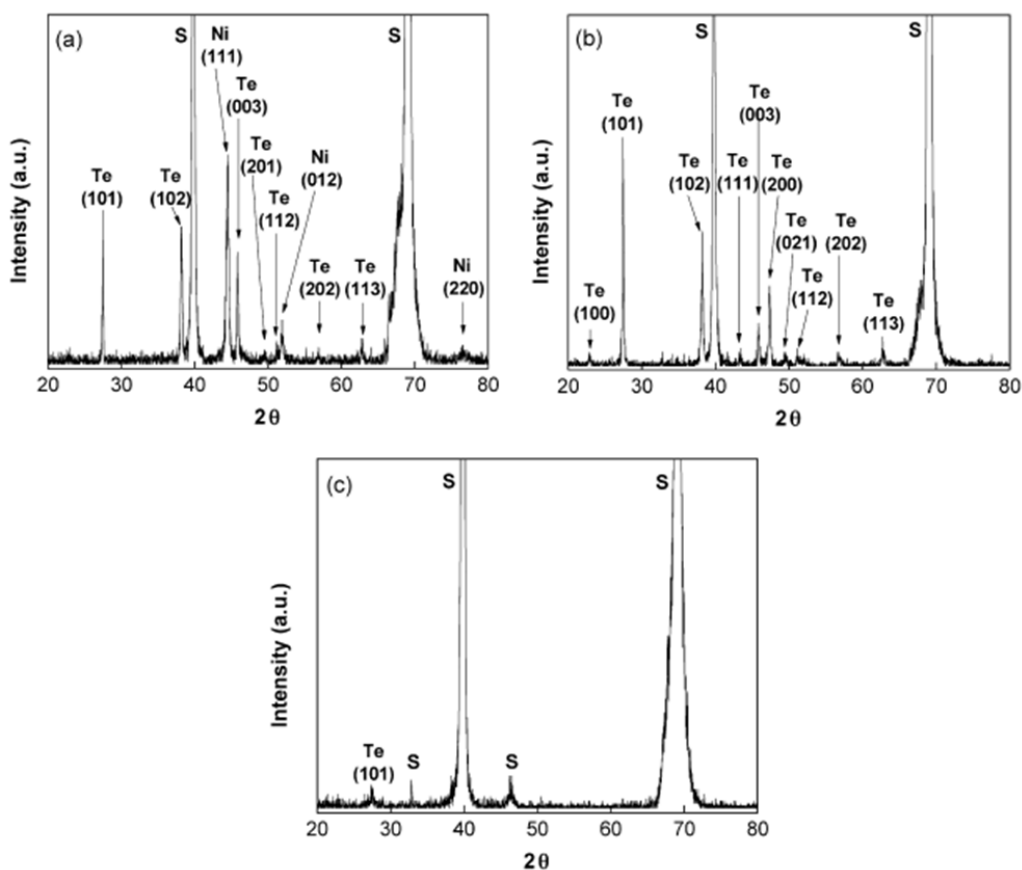 (a)
S
Ni
(111)
Te
(003)
S
Te
(201)
Ni
(012)
Te
(101)
Te
(102)
Te
(112)
Te
(202)
Te
(113)
Ni
(220)
Intensity (a.u.)
20 30 40 50 60 70 80
2θ
(b)
S
S
Te
(101)
Te
(003)
Te
(102)
Te
(111)
Te
(200)
Te
(021)
Te
(202)
Te
(112)
Te
(100)
Te
(113)
Intensity (a.u.)
20 30 40 50 60 70 80
2θ
(c)
S
S
Te
(101)
S
S
Intensity (a.u.)
20 30 40 50 60 70 80
2θ